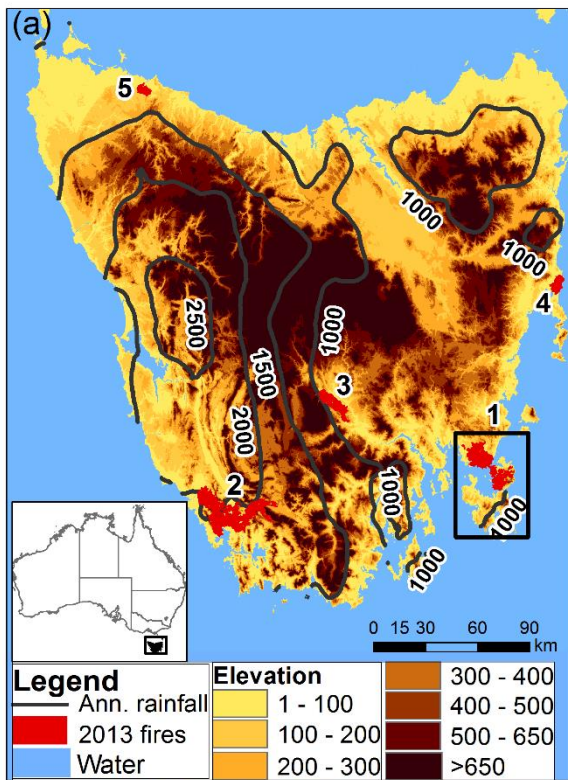 (a)
5
1000
1000
2500
1000
4
1500
3
2000
1
2
1000
1000
1000
0 15 30 60 90
km
Legend
Ann. rainfall
2013 fires
Water
Elevation
1 - 100
100 - 200
200 - 300
300 - 400
400 - 500
500 - 650
>650